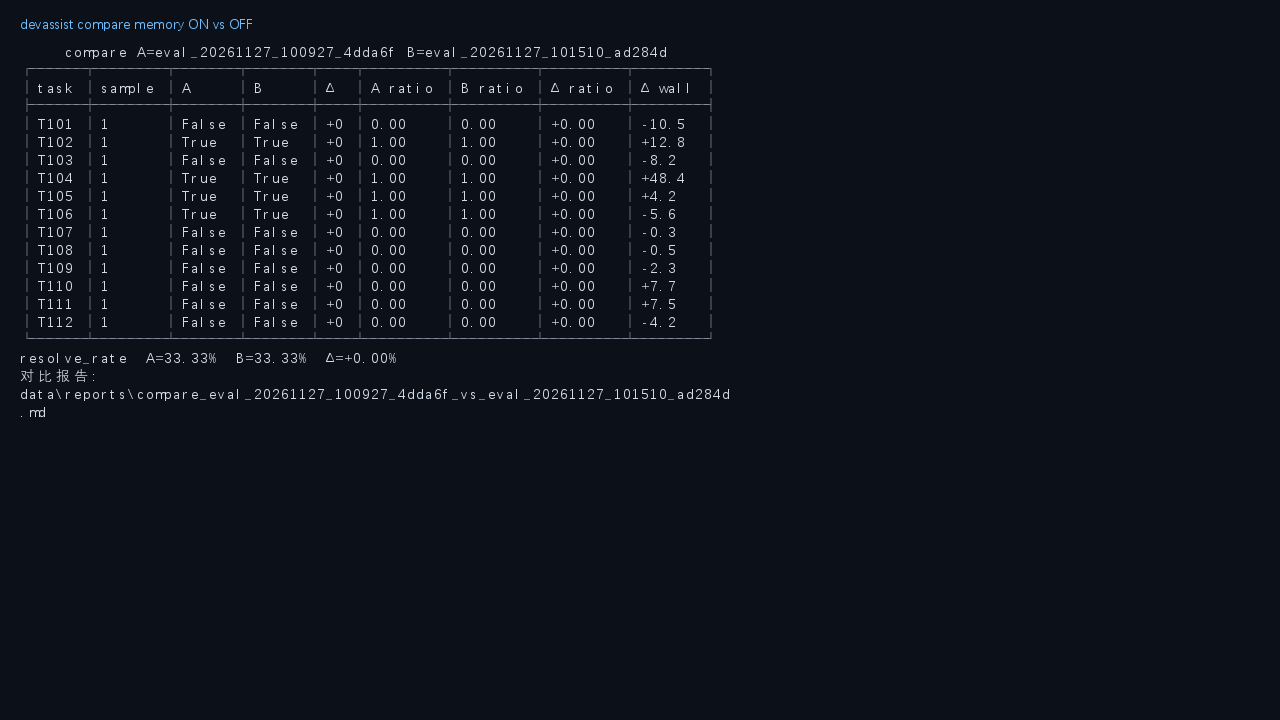 devassist compare memory ON vs OFF
compare A=eval_20261127_100927_4dda6f B=eval_20261127_101510_ad284d
task sample A B Δ A ratio B ratio Δ ratio Δ wall
T101 1 False False +0 0.00 0.00 +0.00 -10.5
T102 1 True True +0 1.00 1.00 +0.00 +12.8
T103 1 False False +0 0.00 0.00 +0.00 -8.2
T104 1 True True +0 1.00 1.00 +0.00 +48.4
T105 1 True True +0 1.00 1.00 +0.00 +4.2
T106 1 True True +0 1.00 1.00 +0.00 -5.6
T107 1 False False +0 0.00 0.00 +0.00 -0.3
T108 1 False False +0 0.00 0.00 +0.00 -0.5
T109 1 False False +0 0.00 0.00 +0.00 -2.3
T110 1 False False +0 0.00 0.00 +0.00 +7.7
T111 1 False False +0 0.00 0.00 +0.00 +7.5
T112 1 False False +0 0.00 0.00 +0.00 -4.2
resolve_rate A=33.33% B=33.33% Δ=+0.00%
对比报告:
data\reports\compare_eval_20261127_100927_4dda6f_vs_eval_20261127_101510_ad284d
.md